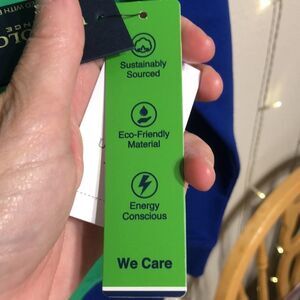 Sustainably
Sourced
Eco-Friendly
Material
Energy
Conscious
We Care